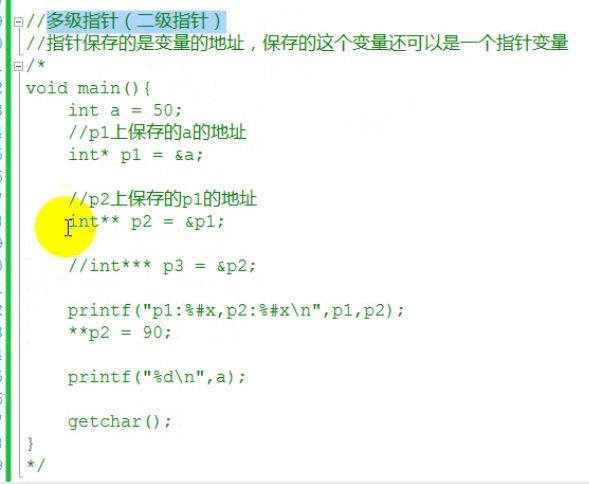 //多级指针（二级指针）
//指针保存的是变量的地址，保存的这个变量还可以是一个指针变量
/*
void main(){
int a = 50;
//p1上保存的a的地址
int* p1 = &a;
//p2上保存的p1的地址
int** p2 = &p1;
//int*** p3 = &p2;
printf("p1:%#x,p2:%#x\n",p1,p2);
**p2 = 90;
printf("%d\n",a);
getchar();
}
*/